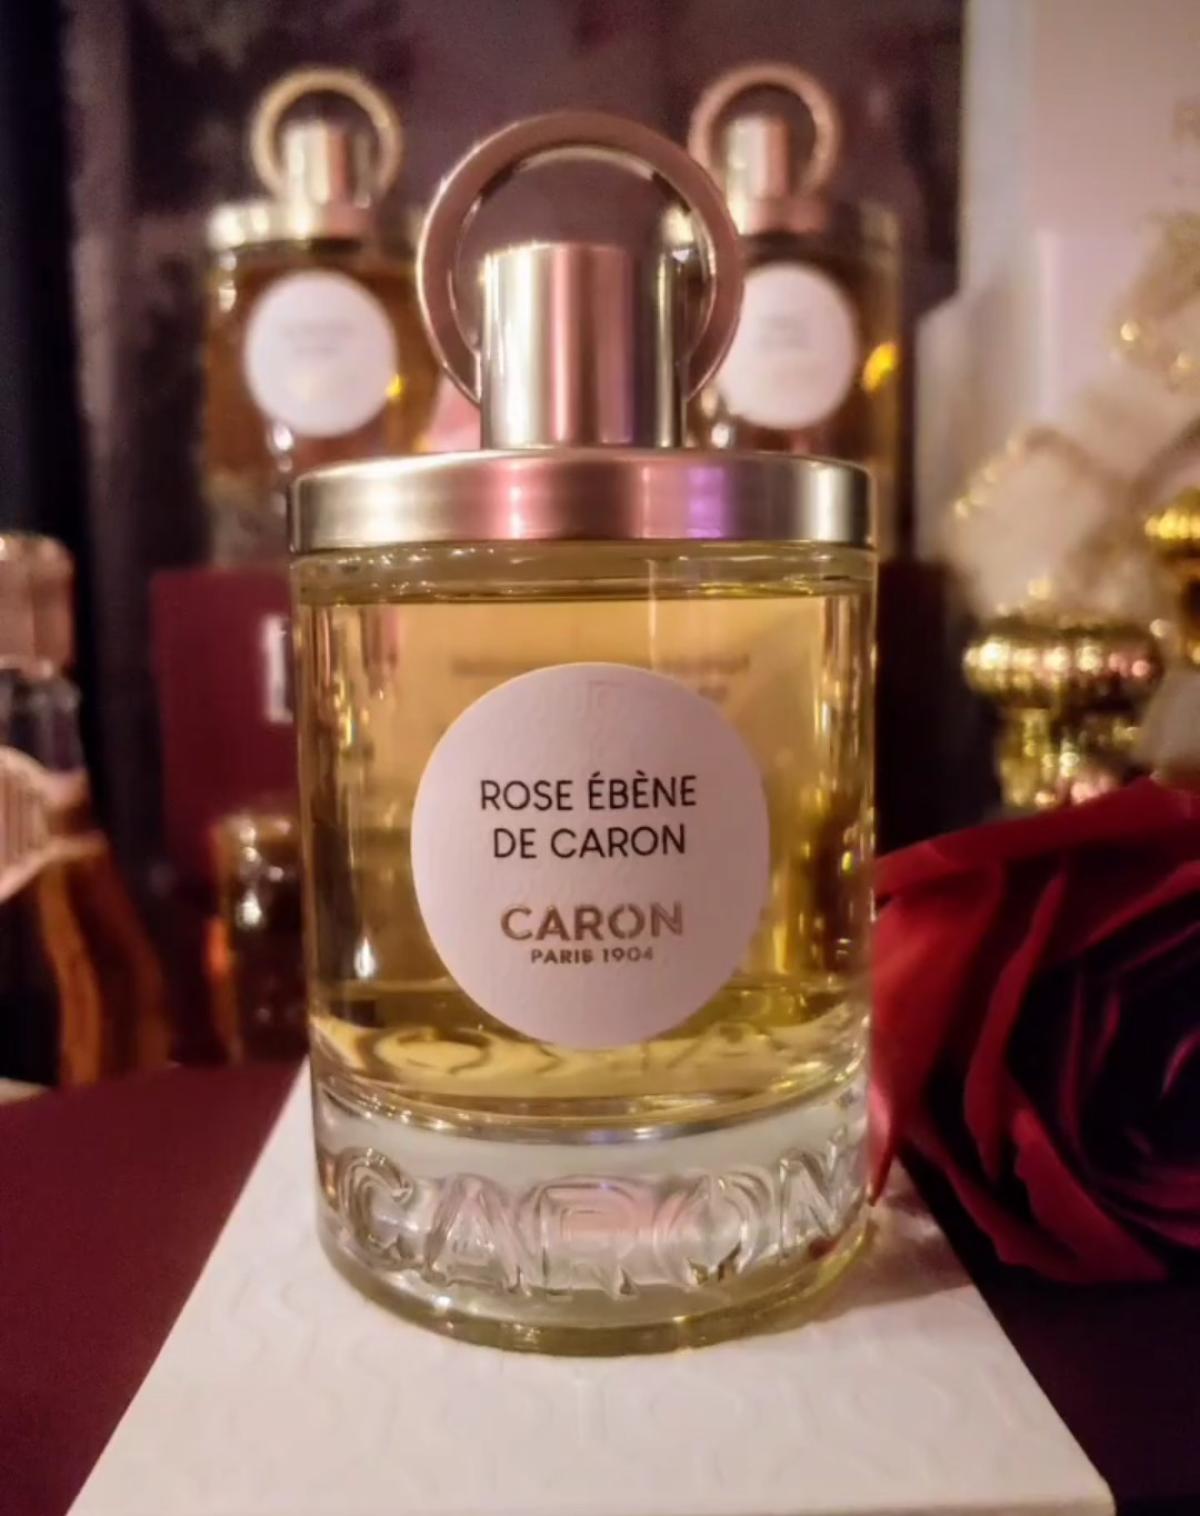 ROSE ÉBÈNE
DE CARON
CARON
PARIS 1904
CARON